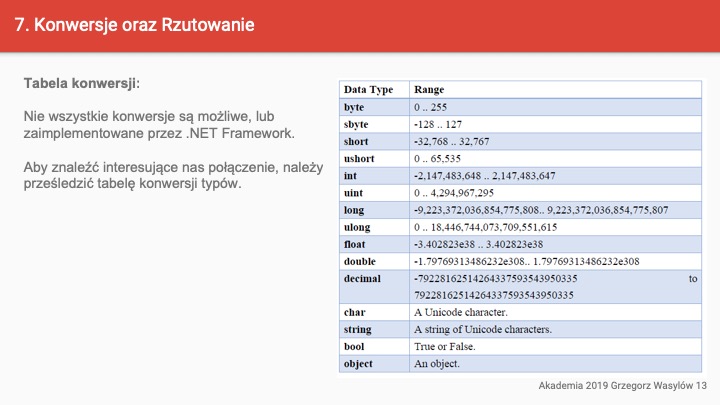 7. Konwersje oraz Rzutowanie
Tabela konwersji:
Nie wszystkie konwersje są możliwe, lub
zaimplementowane przez .NET Framework.
Aby znaleźć interesujące nas połączenie, należy
prześledzić tabelę konwersji typów.
Data Type Range
byte 0 .. 255
sbyte -128 .. 127
short -32,768 .. 32,767
ushort 0 .. 65,535
int -2,147,483,648 .. 2,147,483,647
uint 0 .. 4,294,967,295
long -9,223,372,036,854,775,808.. 9,223,372,036,854,775,807
ulong 0 .. 18,446,744,073,709,551,615
float -3.402823e38 .. 3.402823e38
double -1.79769313486232e308.. 1.79769313486232e308
decimal -79228162514264337593543950335 to
79228162514264337593543950335
char A Unicode character.
string A string of Unicode characters.
bool True or False.
object An object.
Akademia 2019 Grzegorz Wasylów 13